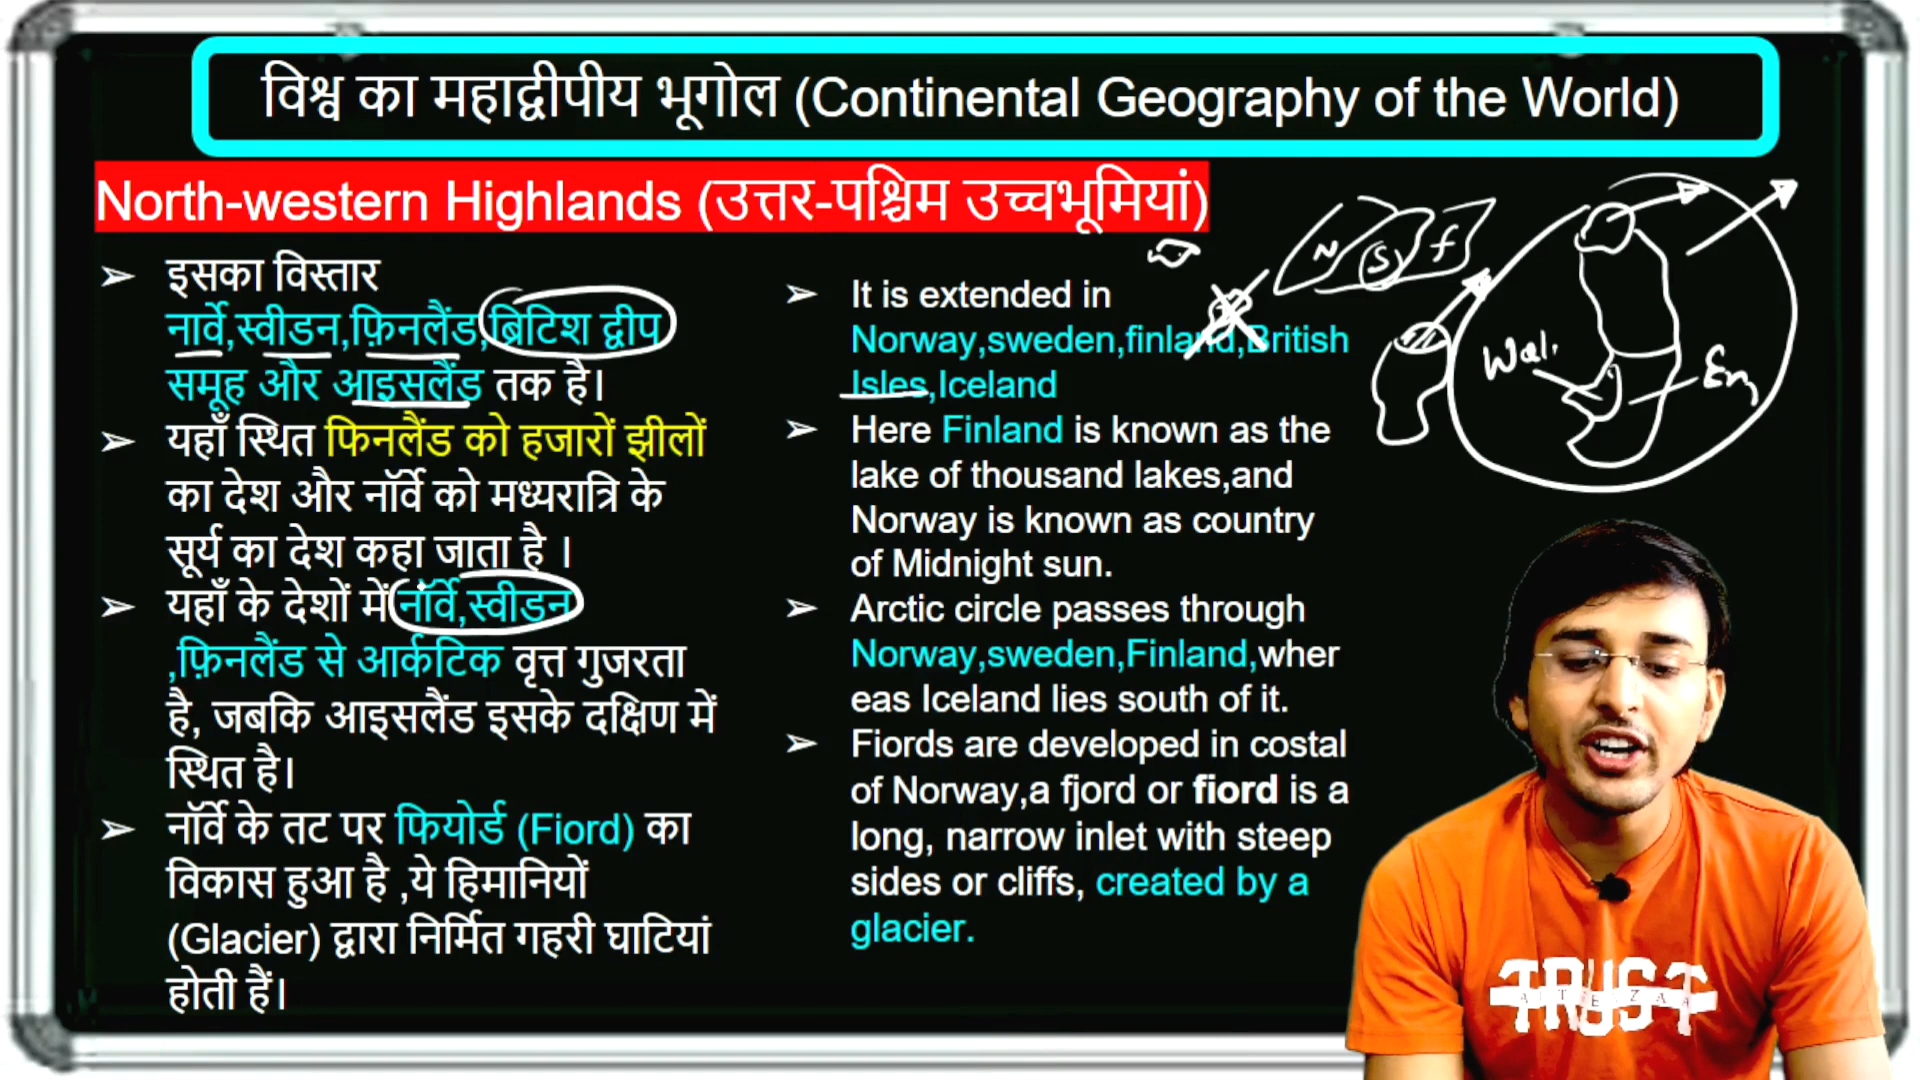 विश्व का महाद्वीपीय भूगोल (Continental Geography of the World)
North-western Highlands (उत्तर-पश्चिम उच्चभूमियां)
➢ इसका विस्तार
नार्वे,स्वीडन,फ़िनलैंड,ब्रिटिश द्वीप
समूह और आइसलैंड तक है।
➢ यहाँ स्थित फिनलैंड को हजारों झीलों
का देश और नॉर्वे को मध्यरात्रि के
सूर्य का देश कहा जाता है ।
➢ यहाँ के देशों में नॉर्वे,स्वीडन
,फ़िनलैंड से आर्कटिक वृत्त गुजरता
है, जबकि आइसलैंड इसके दक्षिण में
स्थित है।
➢ नॉर्वे के तट पर फियोर्ड (Fiord) का
विकास हुआ है ,ये हिमानियों
(Glacier) द्वारा निर्मित गहरी घाटियां
होती हैं।
➢ It is extended in
Norway,sweden,finland,British
Isles,Iceland
➢ Here Finland is known as the
lake of thousand lakes,and
Norway is known as country
of Midnight sun.
➢ Arctic circle passes through
Norway,sweden,Finland,wher
eas Iceland lies south of it.
➢ Fiords are developed in costal
of Norway,a fjord or fiord is a
long, narrow inlet with steep
sides or cliffs, created by a
glacier.
N S f
Wal.
En
TRUST